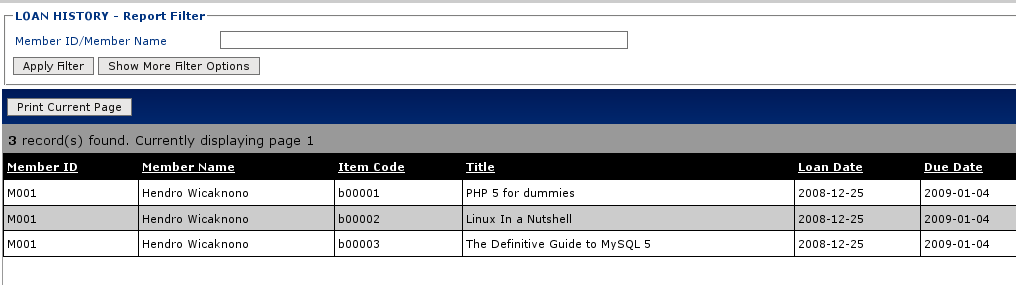 LOAN HISTORY - Report Filter
Member ID/Member Name
Apply Filter Show More Filter Options
Print Current Page
3 record(s) found. Currently displaying page 1
Member ID Member Name Item Code Title Loan Date Due Date
M001 Hendro Wicaknono b00001 PHP 5 for dummies 2008-12-25 2009-01-04
M001 Hendro Wicaknono b00002 Linux In a Nutshell 2008-12-25 2009-01-04
M001 Hendro Wicaknono b00003 The Definitive Guide to MySQL 5 2008-12-25 2009-01-04